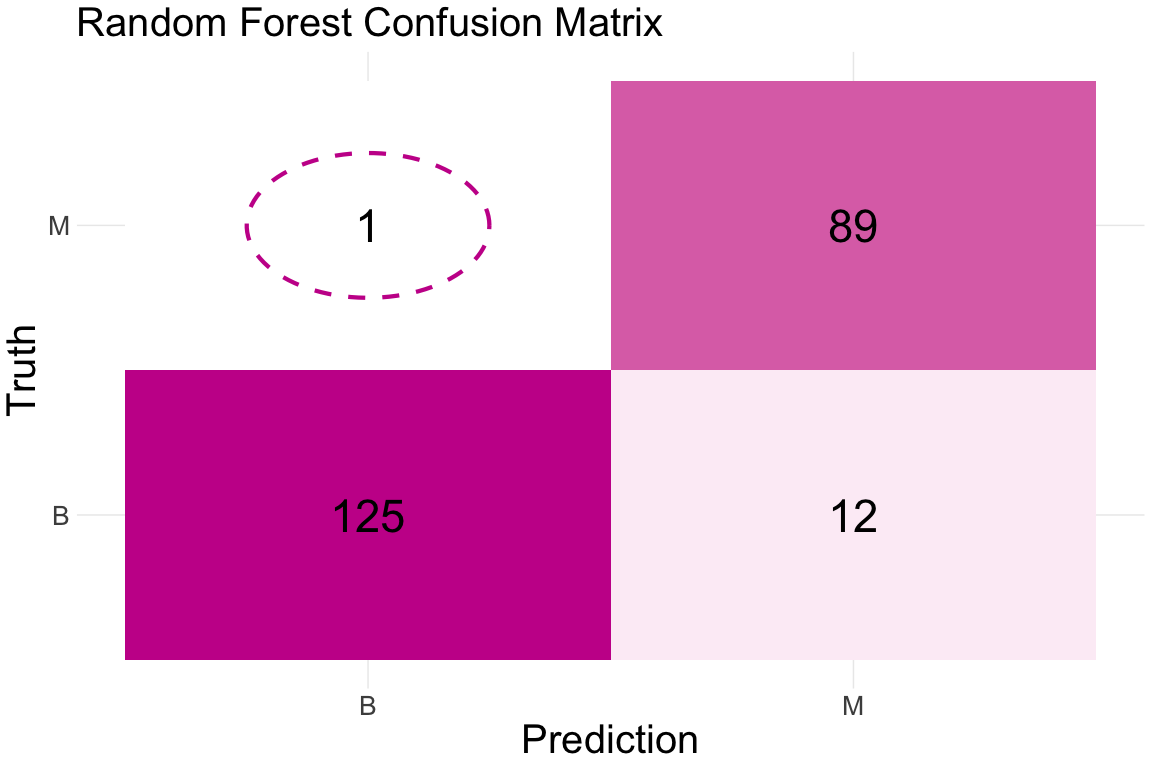 Random Forest Confusion Matrix
M
1
89
Truth
B
125
12
B
M
Prediction